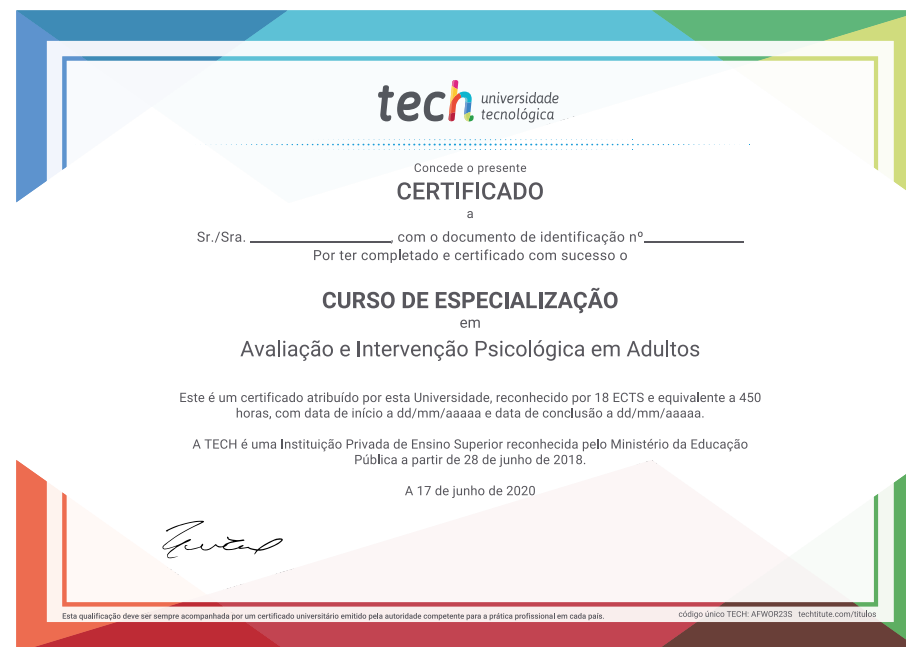 tech universidade
tecnológica
Concede o presente
CERTIFICADO
a
Sr./Sra. ________________, com o documento de identificação nº____________
Por ter completado e certificado com sucesso o
CURSO DE ESPECIALIZAÇÃO
em
Avaliação e Intervenção Psicológica em Adultos
Este é um certificado atribuído por esta Universidade, reconhecido por 18 ECTS e equivalente a 450
horas, com data de início a dd/mm/aaaaa e data de conclusão a dd/mm/aaaaa.
A TECH é uma Instituição Privada de Ensino Superior reconhecida pelo Ministério da Educação
Pública a partir de 28 de junho de 2018.
A 17 de junho de 2020
Esta qualificação deve ser sempre acompanhada por um certificado universitário emitido pela autoridade competente para a prática profissional em cada país.
código único TECH: AFWOR23S techtitute.com/titulos